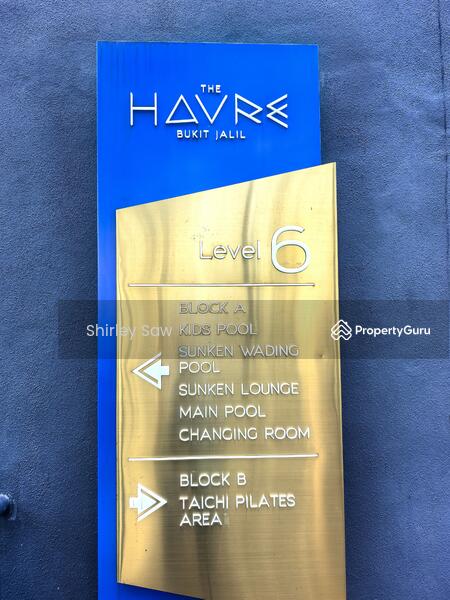 THE
HAVRE
BUKIT JALIL
Level 6
BLOCK A
Shirley Saw
KIDS POOL
PropertyGuru
SUNKEN WADING
POOL
SUNKEN LOUNGE
MAIN POOL
CHANGING ROOM
BLOCK B
TAICHI PILATES
AREA